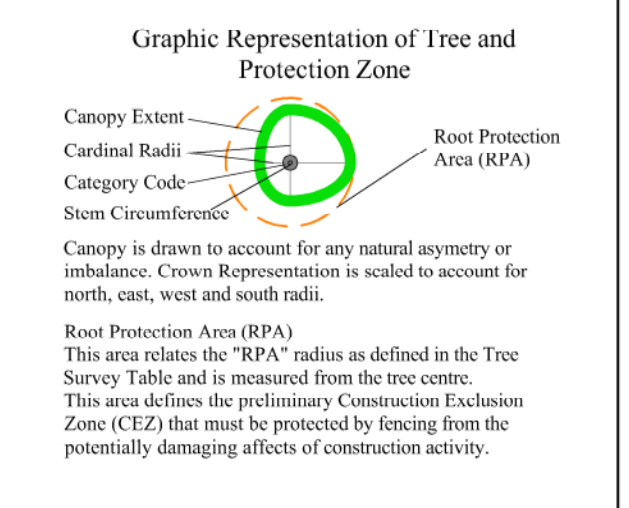 Graphic Representation of Tree and
Protection Zone
Canopy Extent
Cardinal Radii
Category Code
Stem Circumference
Root Protection
Area (RPA)
Canopy is drawn to account for any natural asymetry or
imbalance. Crown Representation is scaled to account for
north, east, west and south radii.
Root Protection Area (RPA)
This area relates the "RPA" radius as defined in the Tree
Survey Table and is measured from the tree centre.
This area defines the preliminary Construction Exclusion
Zone (CEZ) that must be protected by fencing from the
potentially damaging affects of construction activity.